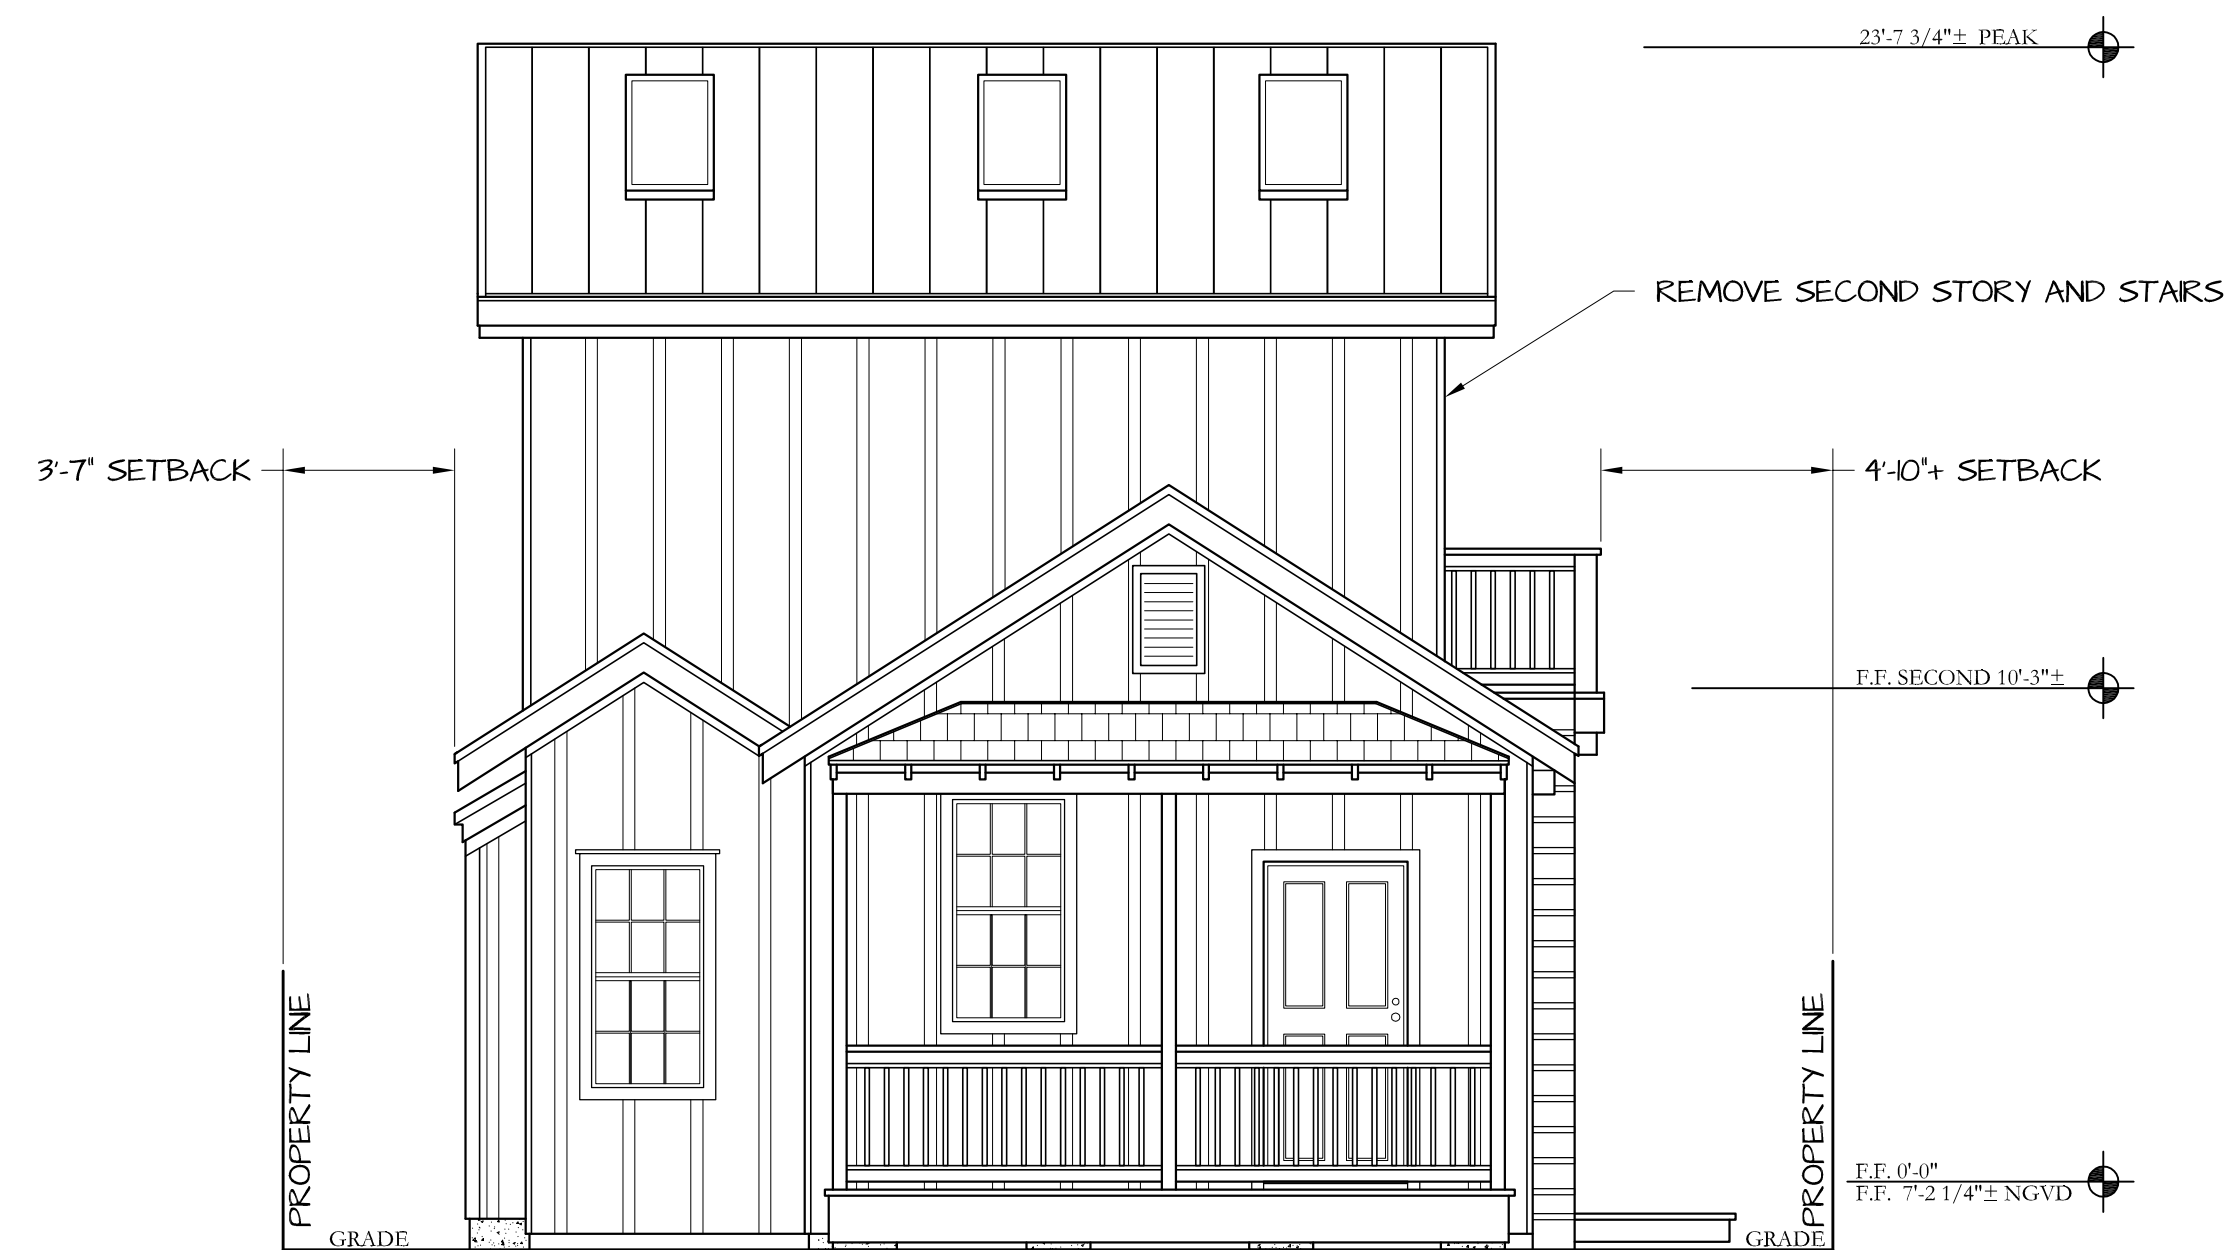 23'-7 3/4"± PEAK
REMOVE SECOND STORY AND STAIRS
3'-7" SETBACK
4'-10"+ SETBACK
F.F. SECOND 10'-3"±
PROPERTY LINE
PROPERTY LINE
F.F. 0'-0"
F.F. 7'-2 1/4"± NGVD
GRADE
GRADE